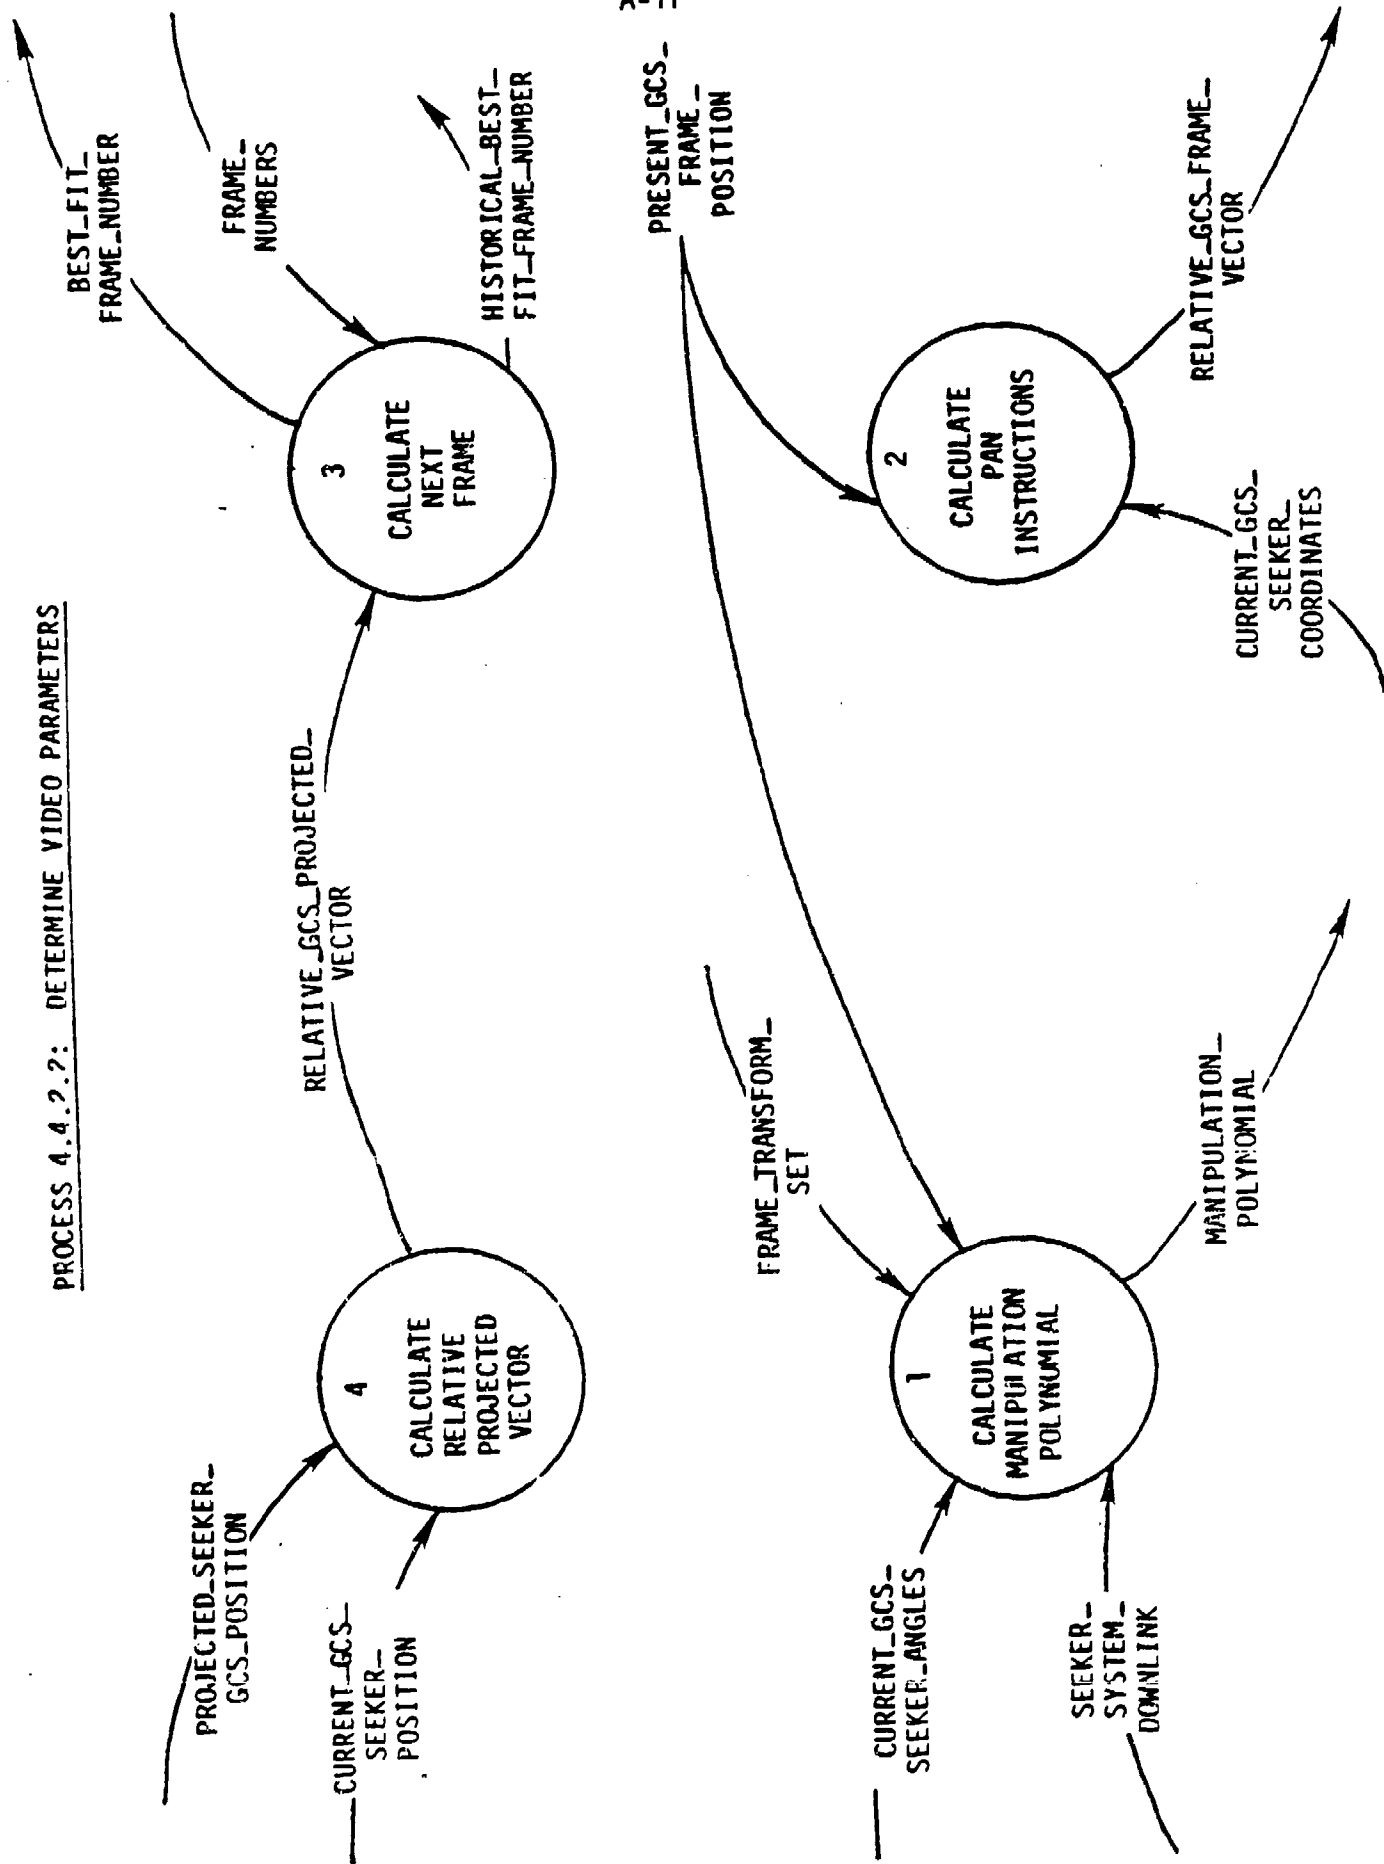 PROCESS 4.4.2.2: DETERMINE VIDEO PARAMETERS
PROJECTED_SEEKER_
GCS_POSITION
CURRENT_GCS_
SEEKER_
POSITION
4
CALCULATE
RELATIVE
PROJECTED
VECTOR
RELATIVE_GCS_PROJECTED_
VECTOR
3
CALCULATE
NEXT
FRAME
BEST_FIT_
FRAME_NUMBER
FRAME_
NUMBERS
HISTORICAL_BEST_
FIT_FRAME_NUMBER
PRESENT_GCS_
FRAME_
POSITION
FRAME_TRANSFORM_
SET
CURRENT_GCS_
SEEKER_ANGLES
SEEKER_
SYSTEM_
DOWNLINK
1
CALCULATE
MANIPULATION
POLYNOMIAL
MANIPULATION_
POLYNOMIAL
2
CALCULATE
PAN
INSTRUCTIONS
CURRENT_GCS_
SEEKER_
COORDINATES
RELATIVE_GCS_FRAME_
VECTOR